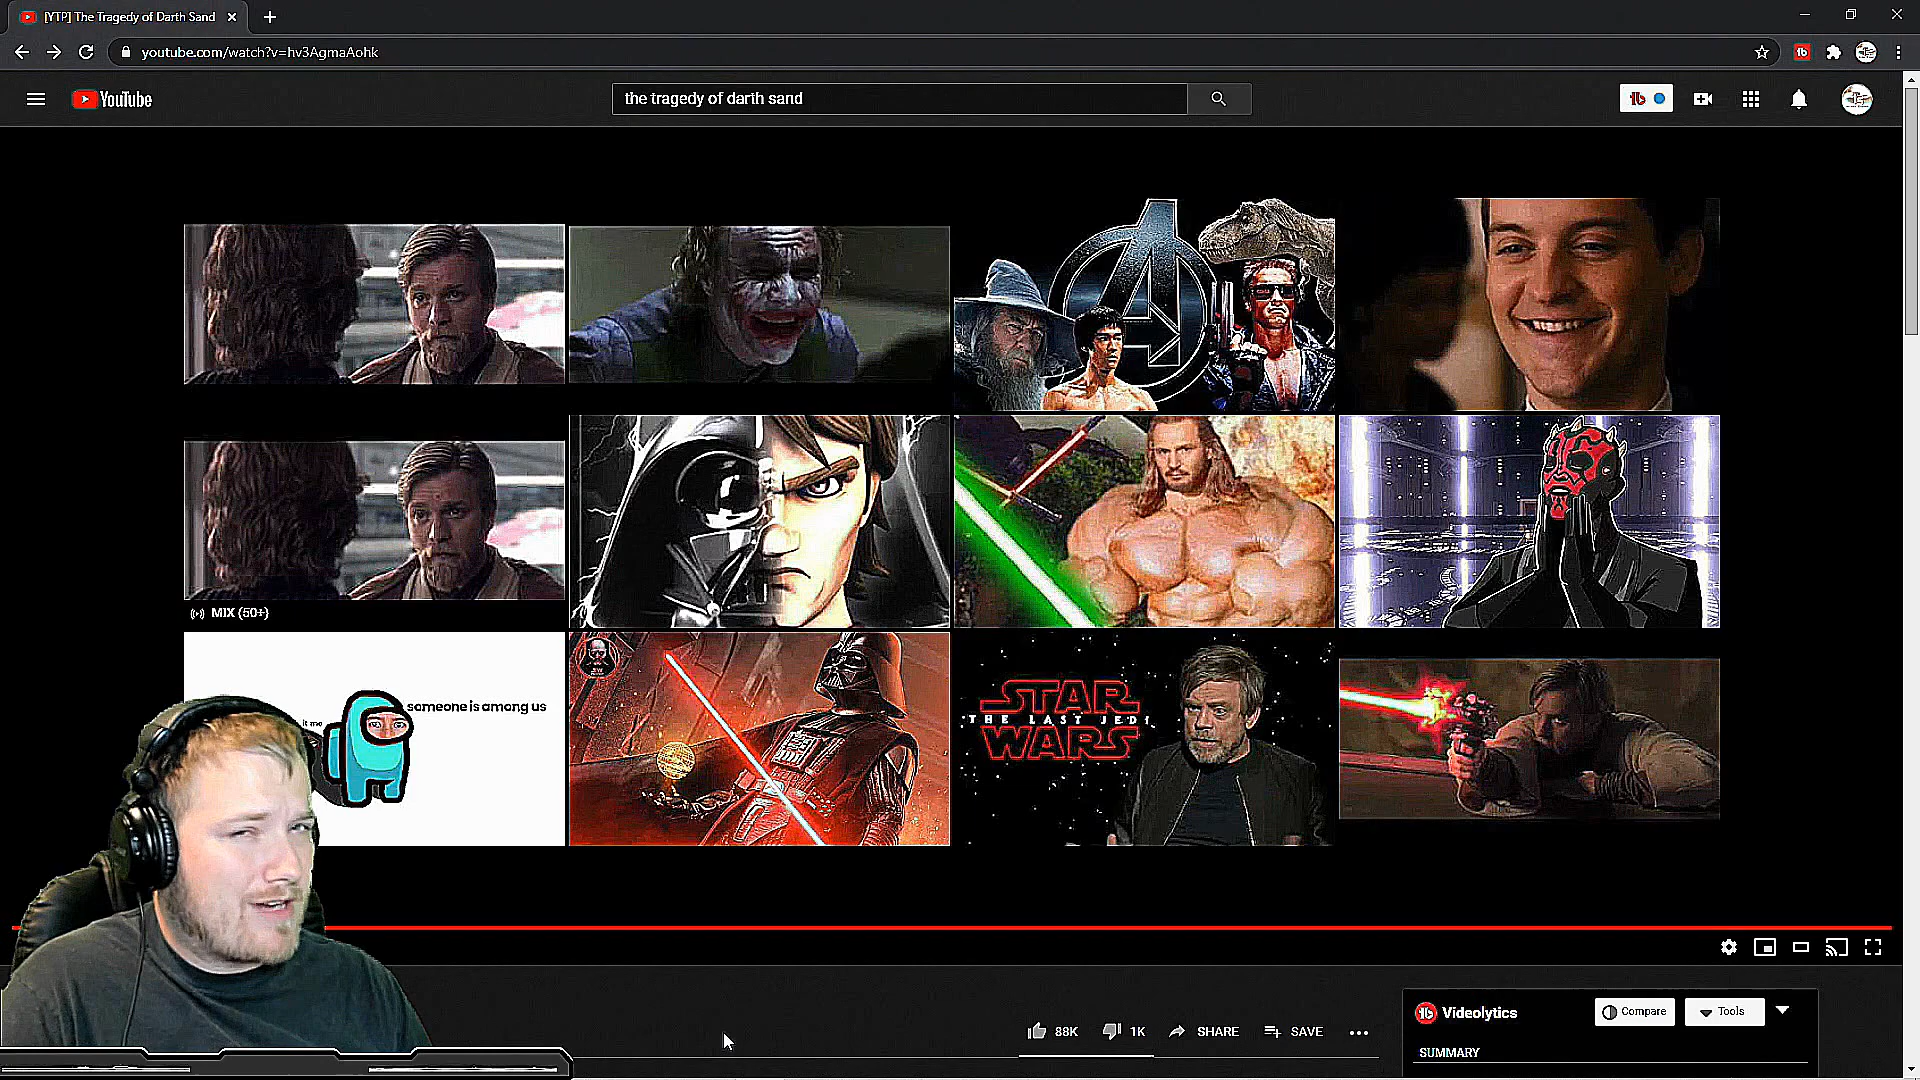 [YTP] The Tragedy of Darth Sand
youtube.com/watch?v=hv3AgmaAohk
YouTube
the tragedy of darth sand
MIX (50+)
someone is among us
it me
STAR
THE LAST JEDI
WARS
88K
1K
SHARE
SAVE
Videolytics
Compare
Tools
SUMMARY